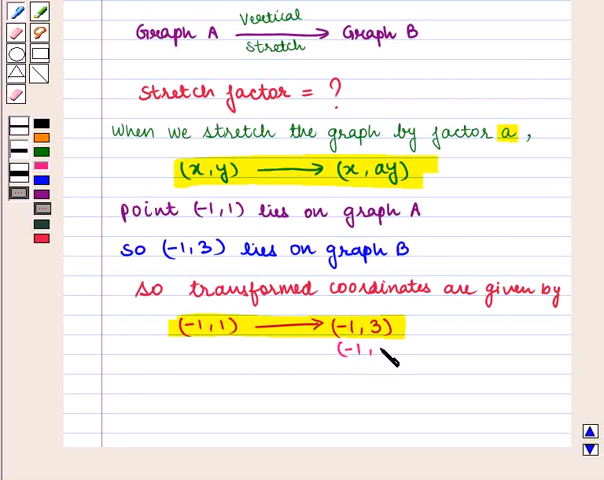 Graph A Vertical Stretch Graph B
Stretch factor = ?
When we stretch the graph by factor a,
(x,y) ⟶ (x, ay)
point (-1,1) lies on graph A
so (-1,3) lies on graph B
so transformed coordinates are given by
(-1,1) ⟶ (-1,3)
(-1,